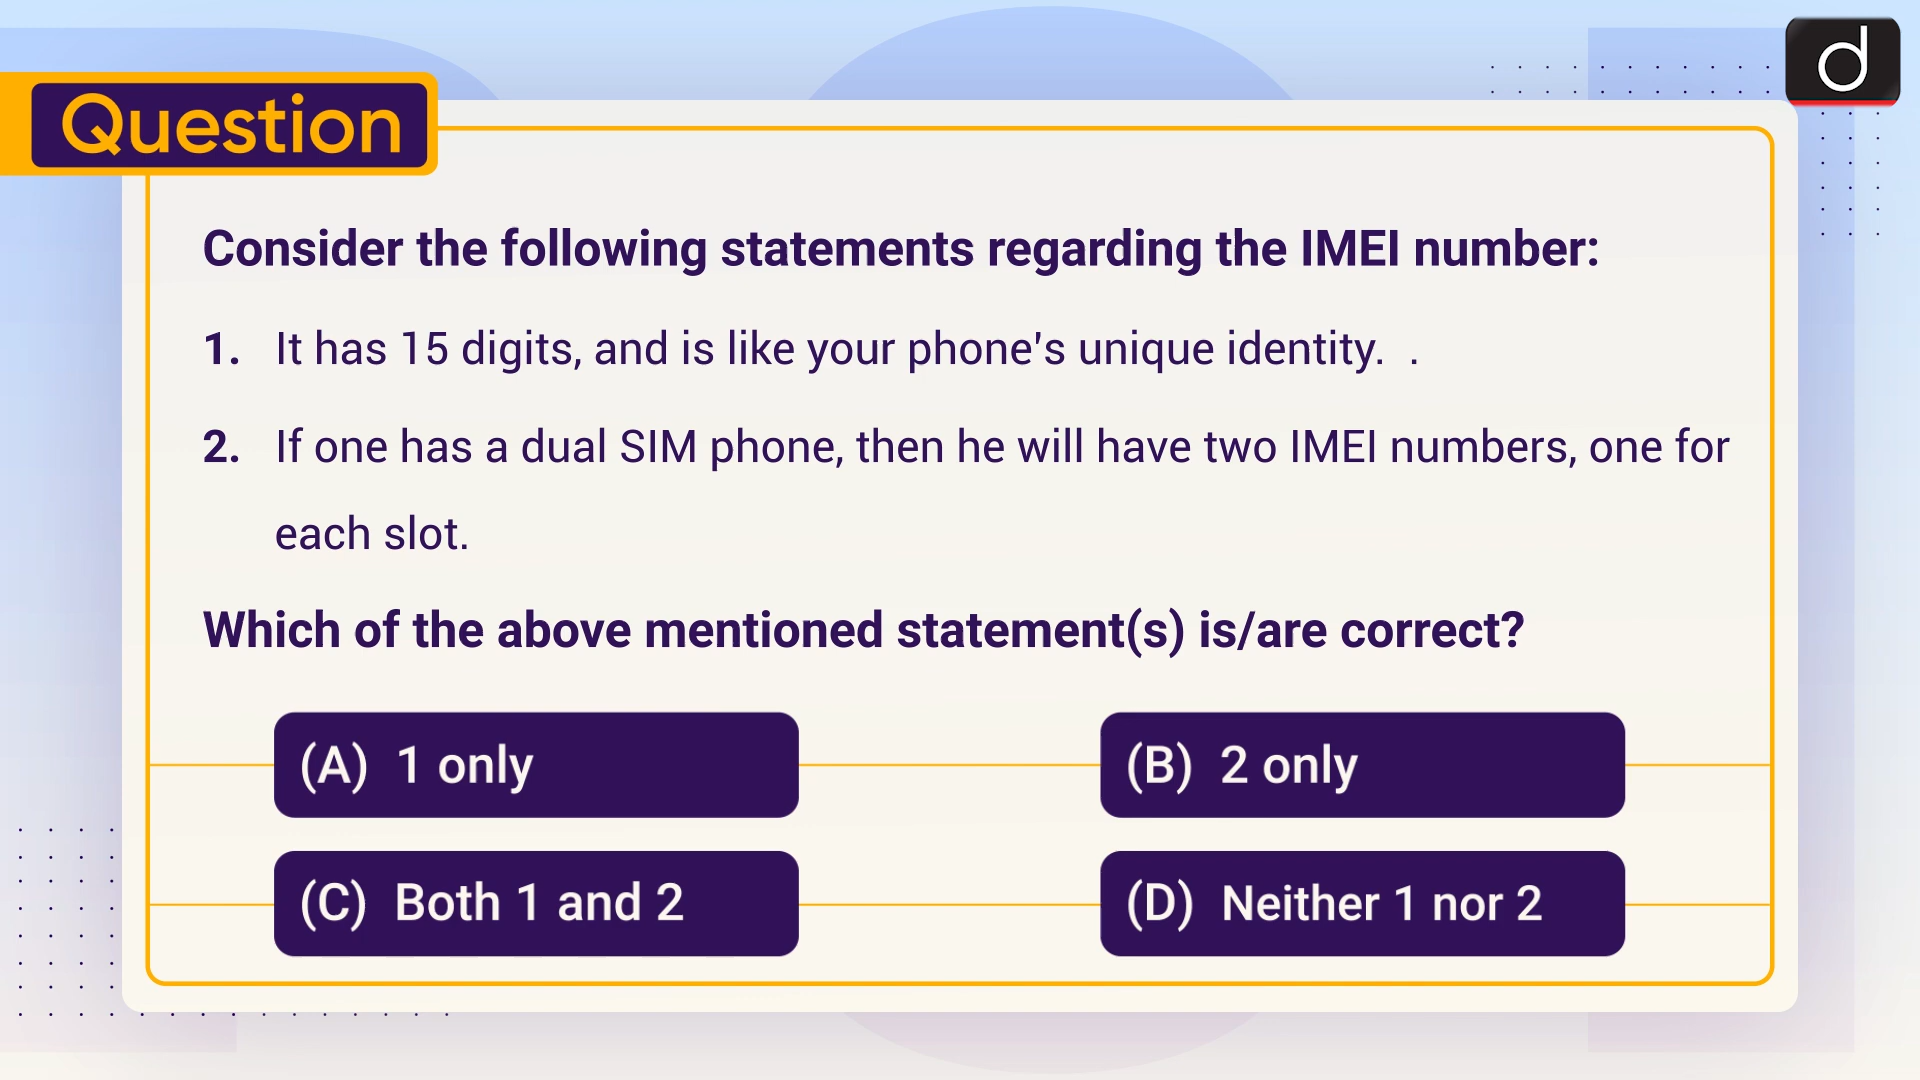 Question
Consider the following statements regarding the IMEI number:
1. It has 15 digits, and is like your phone's unique identity. .
2. If one has a dual SIM phone, then he will have two IMEI numbers, one for
each slot.
Which of the above mentioned statement(s) is/are correct?
(A) 1 only
(B) 2 only
(C) Both 1 and 2
(D) Neither 1 nor 2
d